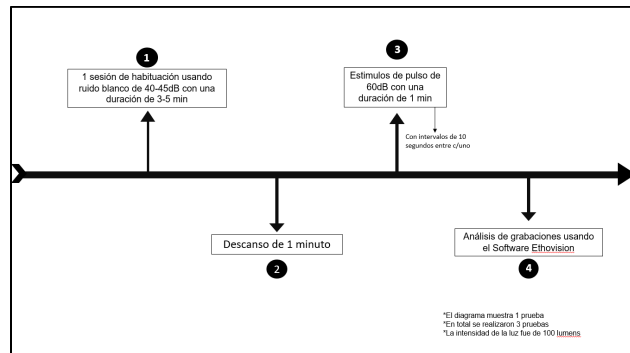 1
1 sesión de habituación usando
ruido blanco de 40-45dB con una
duración de 3-5 min
3
Estimulos de pulso de
60dB con una
duración de 1 min
Con intervalos de 10
segundos entre c/uno
Descanso de 1 minuto
2
Análisis de grabaciones usando
el Software Ethovision
4
*El diagrama muestra 1 prueba
*En total se realizaron 3 pruebas
*La intensidad de la luz fue de 100 lumens